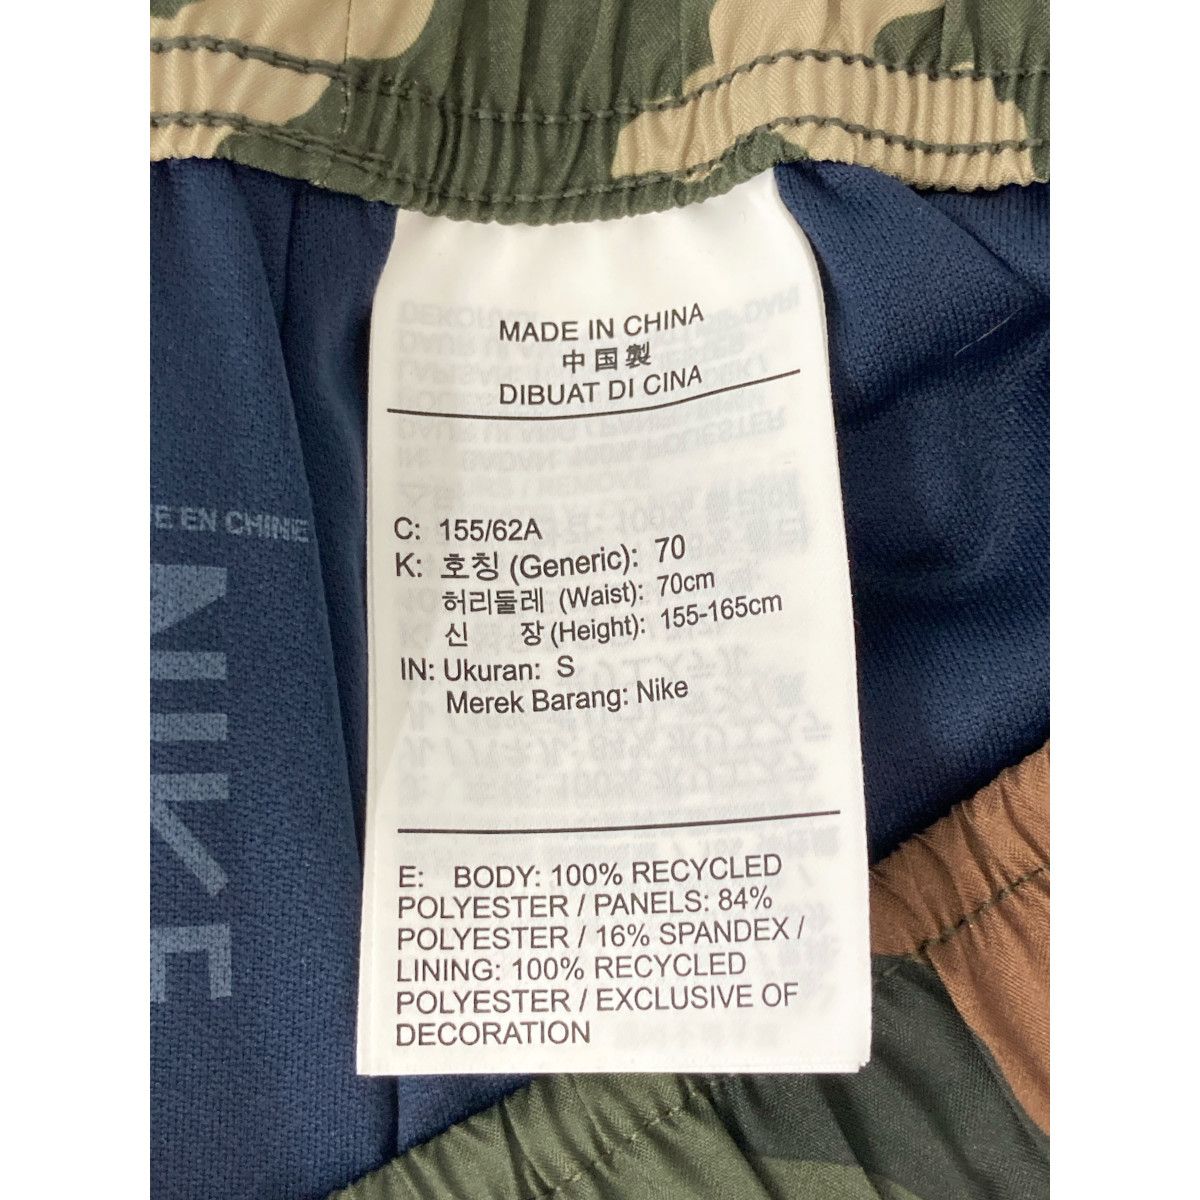 MADE IN CHINA
中国製
DIBUAT DI CINA
C: 155/62A
K: 호칭 (Generic): 70
허리둘레 (Waist): 70cm
신 장 (Height): 155-165cm
IN: Ukuran: S
Merek Barang: Nike
E: BODY: 100% RECYCLED
POLYESTER / PANELS: 84%
POLYESTER / 16% SPANDEX /
LINING: 100% RECYCLED
POLYESTER / EXCLUSIVE OF
DECORATION
E EN CHINE
NIKE